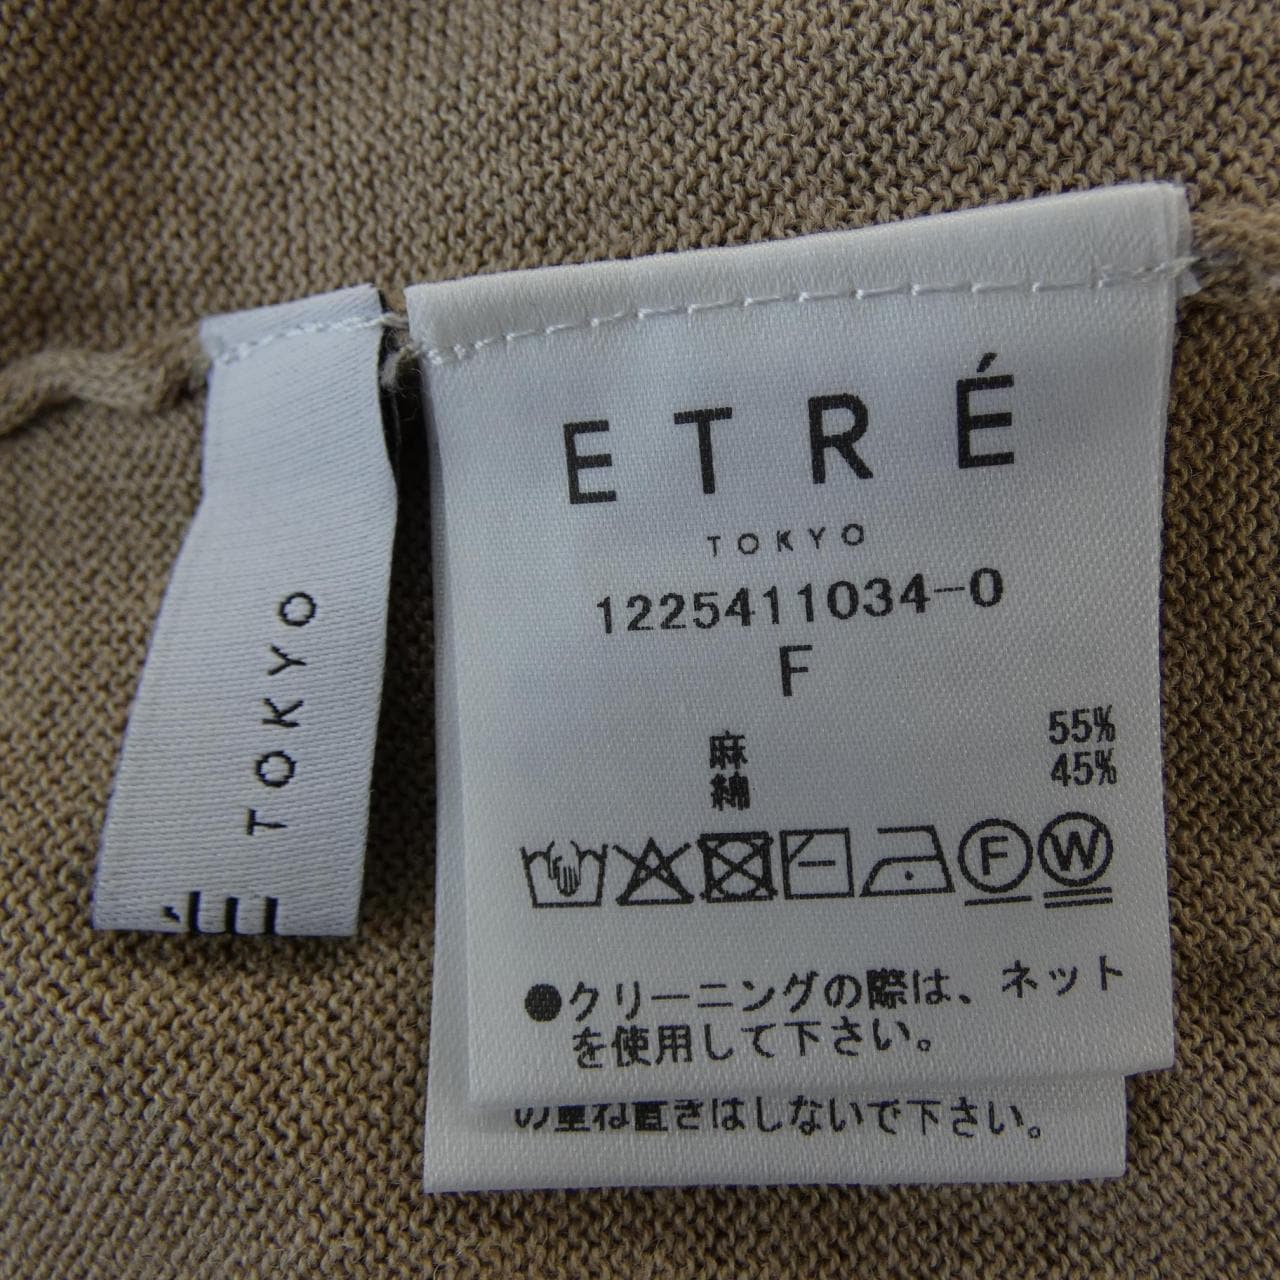 ETRÉ
TOKYO
1225411034-0
F
麻 55%
綿 45%
F W
●クリーニングの際は、ネット
を使用して下さい。
の重ね置きはしないで下さい。
É TOKYO